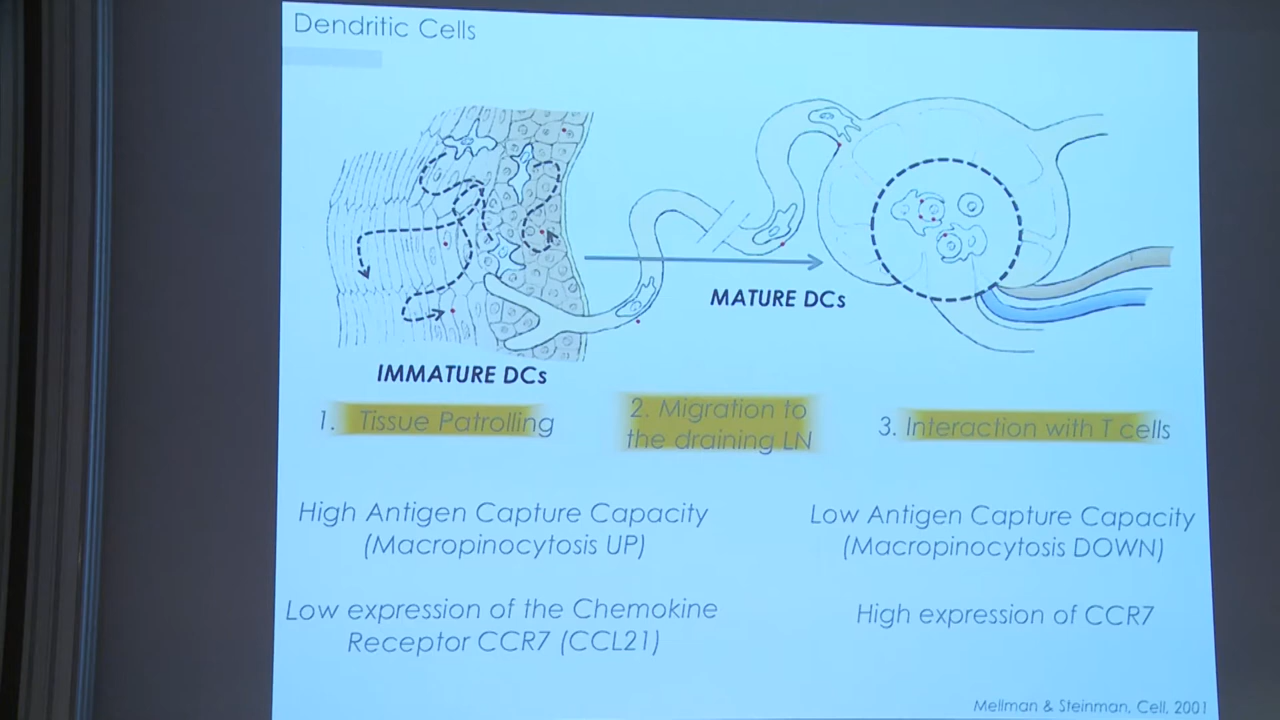 Dendritic Cells
MATURE DCs
IMMATURE DCs
1. Tissue Patrolling
2. Migration to
the draining LN
3. Interaction with T cells
High Antigen Capture Capacity
(Macropinocytosis UP)
Low Antigen Capture Capacity
(Macropinocytosis DOWN)
Low expression of the Chemokine
Receptor CCR7 (CCL21)
High expression of CCR7
Mellman & Steinman, Cell, 2001